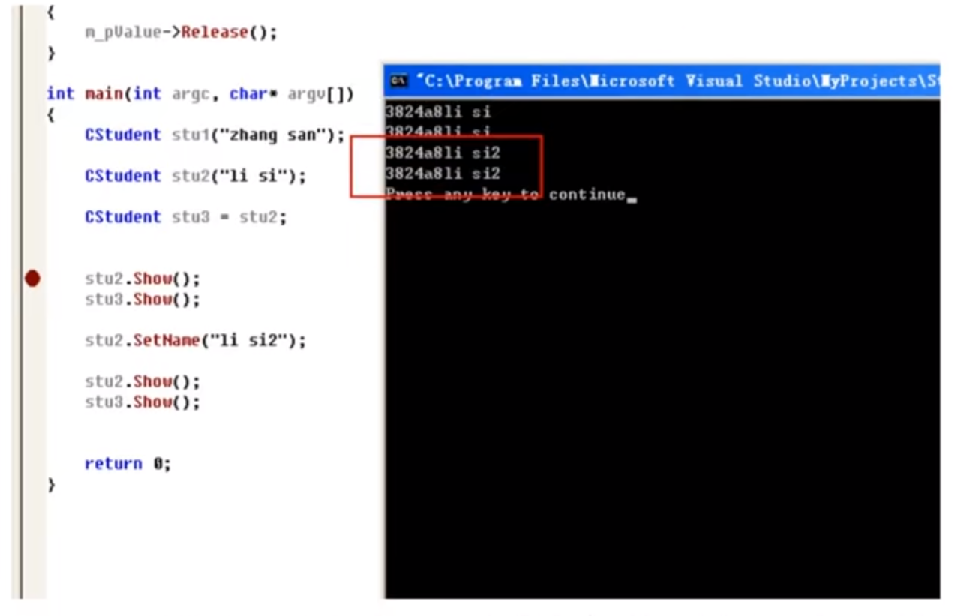 {
m_pValue->Release();
}
int main(int argc, char* argv[])
{
CStudent stu1("zhang san");
CStudent stu2("li si");
CStudent stu3 = stu2;
stu2.Show();
stu3.Show();
stu2.SetName("li si2");
stu2.Show();
stu3.Show();
return 0;
}
"C:\Program Files\Microsoft Visual Studio\MyProjects\S
3824a8li si
3824a8li si
3824a8li si2
3824a8li si2
Press any key to continue_